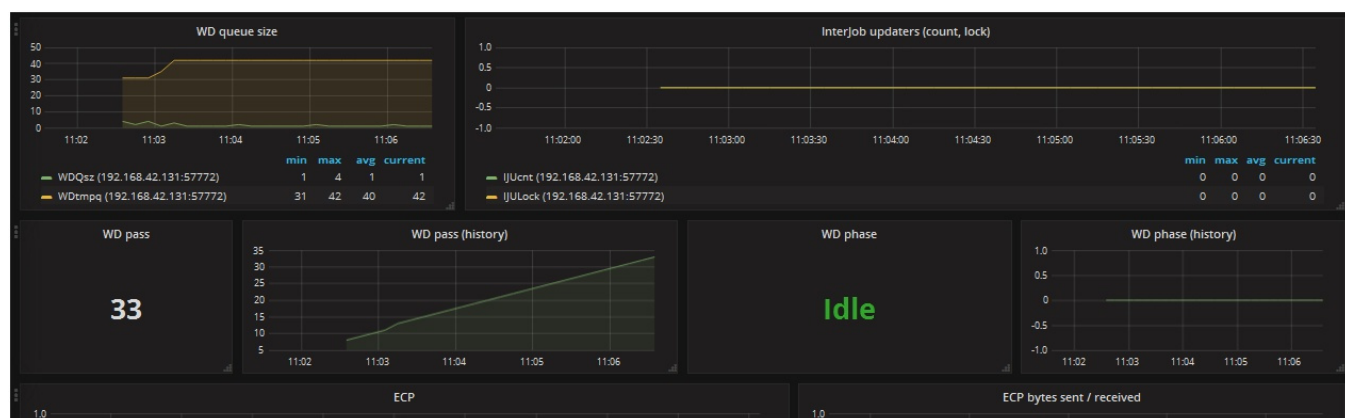 WD queue size
50
40
30
20
10
0
11:02 11:03 11:04 11:05 11:06
min max avg current
WDQsz (192.168.42.131:57772) 1 4 1 1
WDtmpq (192.168.42.131:57772) 31 42 40 42
InterJob updaters (count, lock)
1.0
0.5
0
-0.5
-1.0
11:02:00 11:02:30 11:03:00 11:03:30 11:04:00 11:04:30 11:05:00 11:05:30 11:06:00 11:06:30
min max avg current
IJUcnt (192.168.42.131:57772) 0 0 0 0
IJULock (192.168.42.131:57772) 0 0 0 0
WD pass
33
WD pass (history)
35
30
25
20
15
10
5
11:02 11:03 11:04 11:05 11:06
WD phase
Idle
WD phase (history)
1.0
0.5
0
-0.5
-1.0
11:02 11:03 11:04 11:05 11:06
ECP
1.0
ECP bytes sent / received
1.0